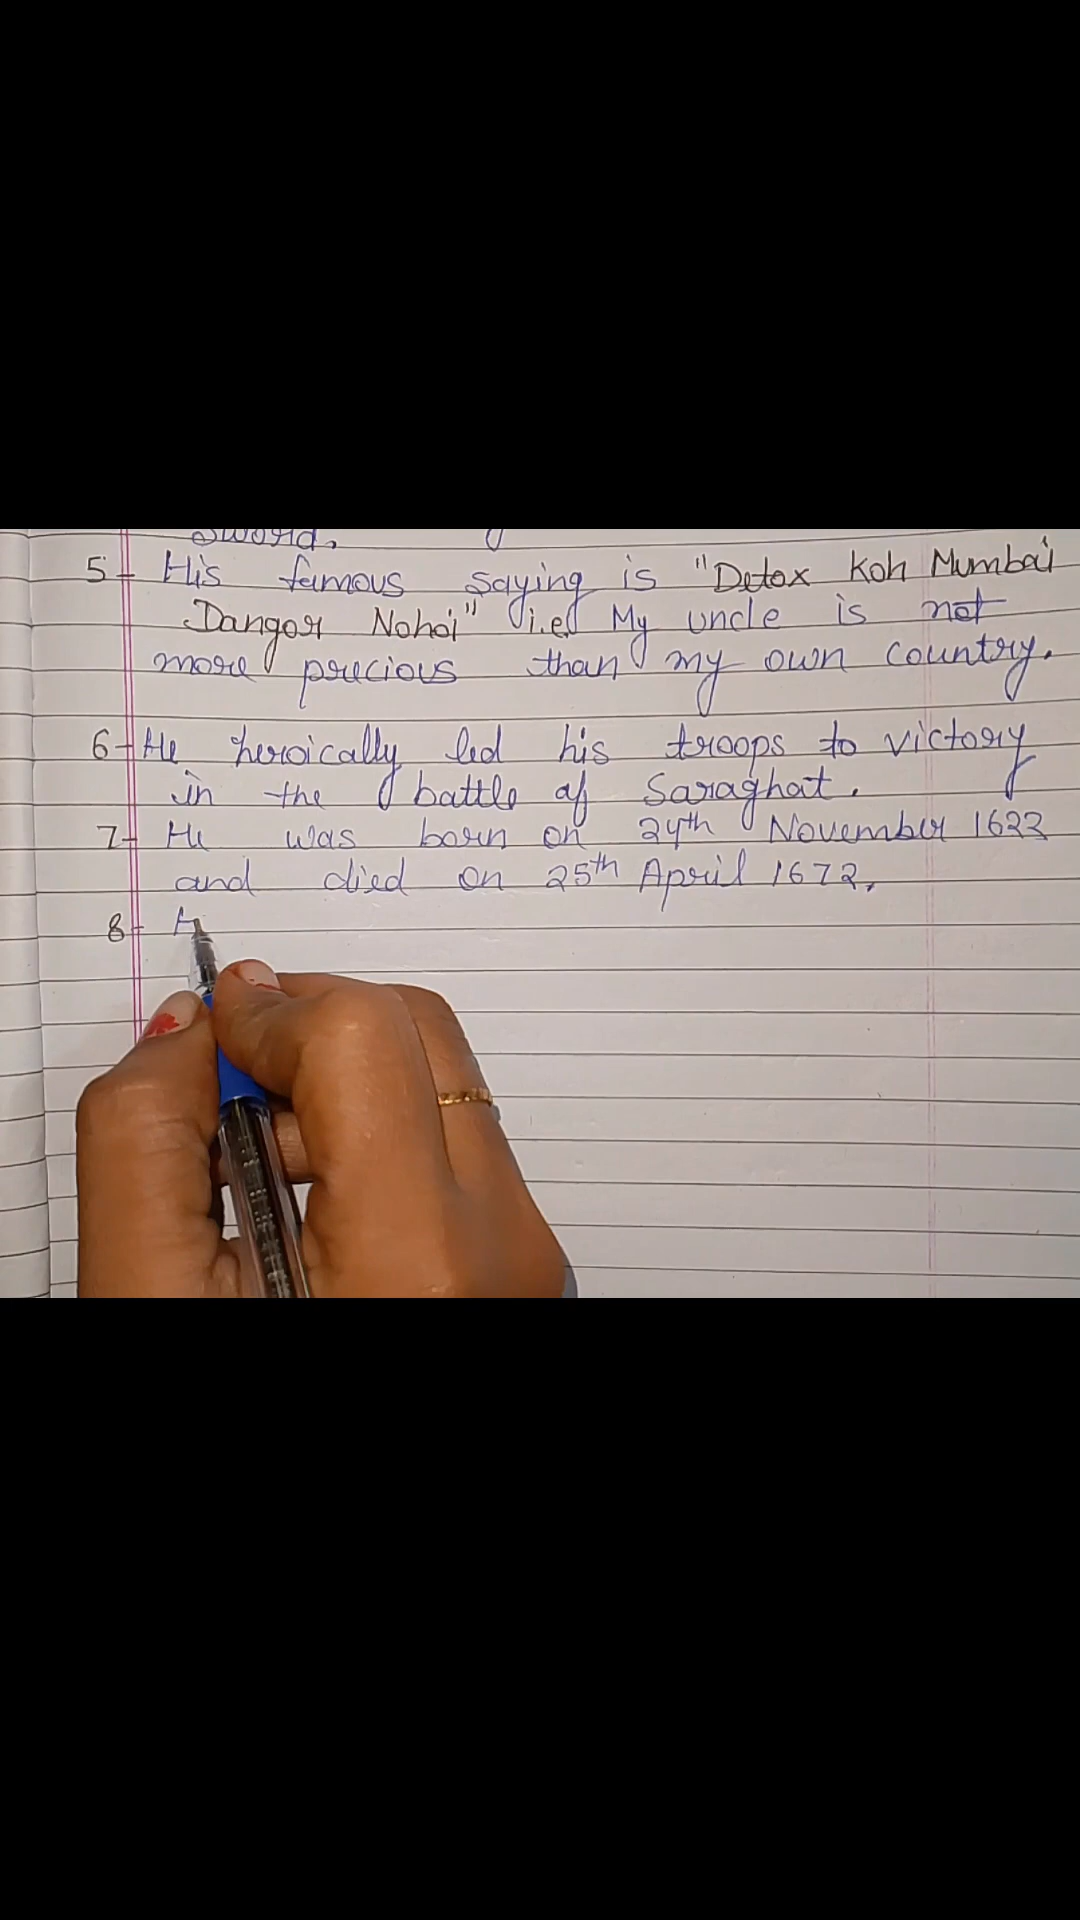 sword.
5- His famous saying is "Detox Koh Mumbai
Dangor Nohoi" i.e. My uncle is not
more precious than my own country.
6- He heroically led his troops to victory
in the battle of Saraghat.
7- He was born on 24th November 1622
and died on 25th April 1672.
8- H